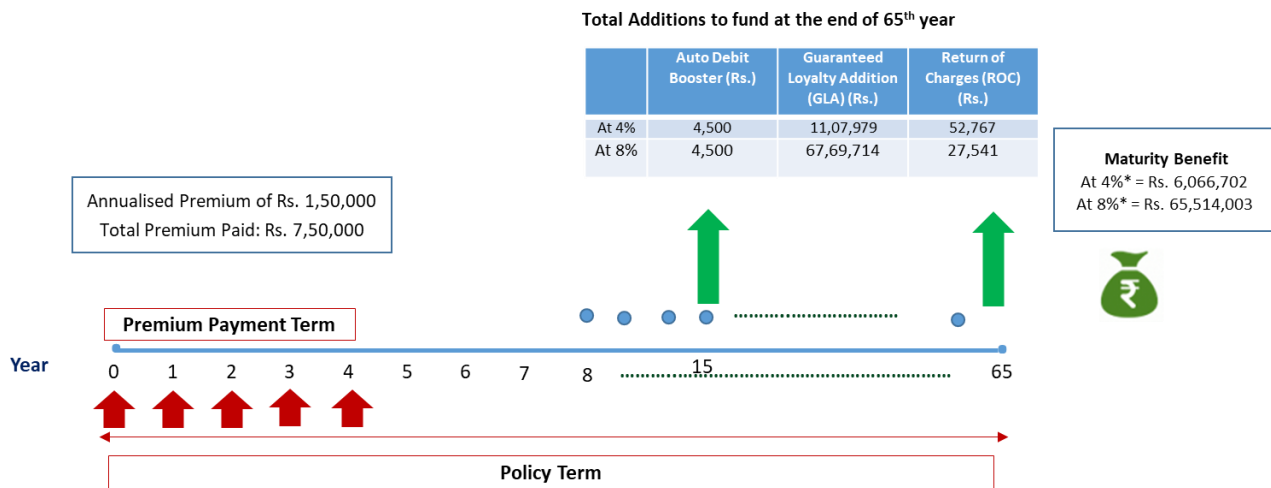 Total Additions to fund at the end of 65th year
Auto Debit Booster (Rs.) Guaranteed Loyalty Addition (GLA) (Rs.) Return of Charges (ROC) (Rs.)
At 4% 4,500 11,07,979 52,767
At 8% 4,500 67,69,714 27,541
Maturity Benefit
At 4%* = Rs. 6,066,702
At 8%* = Rs. 65,514,003
Annualised Premium of Rs. 1,50,000
Total Premium Paid: Rs. 7,50,000
₹
Premium Payment Term
Year 0 1 2 3 4 5 6 7 8 15 65
Policy Term